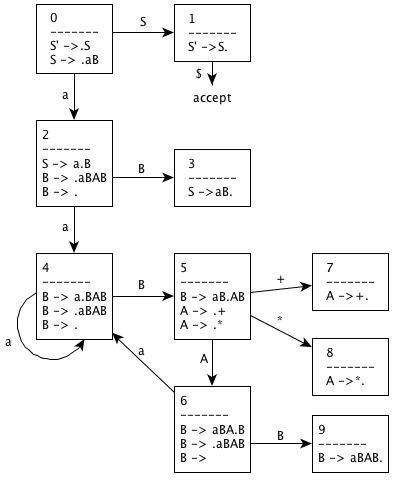 0
-------
S' ->.S
S -> .aB
S
1
-------
S' ->S.
$
accept
a
2
-------
S -> a.B
B -> .aBAB
B -> .
B
3
-------
S ->aB.
a
4
-------
B -> a.BAB
B -> .aBAB
B -> .
a
B
5
-------
B -> aB.AB
A -> .+
A -> .*
+
7
-------
A ->+.
*
8
-------
A ->*.
A
a
6
-------
B -> aBA.B
B -> .aBAB
B ->
B
9
-------
B -> aBAB.